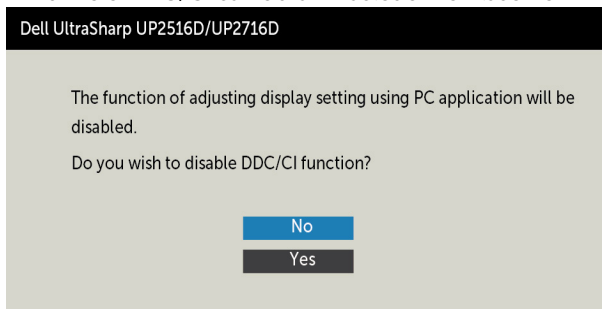 Dell UltraSharp UP2516D/UP2716D
The function of adjusting display setting using PC application will be
disabled.
Do you wish to disable DDC/CI function?
No
Yes